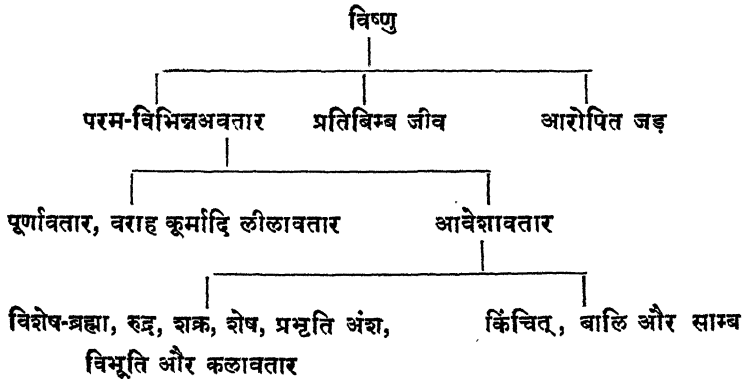 विष्णु
परम-विभिन्नअवतार प्रतिबिम्ब जीव आरोपित जड़
पूर्णावतार, वराह कूर्मादि लीलावतार आवेशावतार
विशेष-ब्रह्मा, रुद्र, शक्र, शेष, प्रभृति अंश, किंचित्, बालि और साम्ब
विभूति और कलावतार